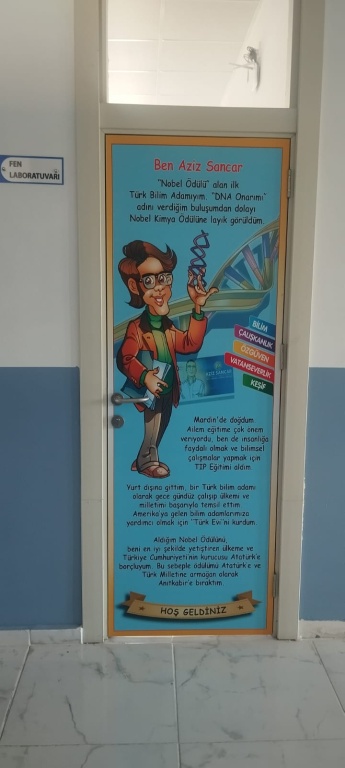 FEN
LABORATUVARI
Ben Aziz Sancar
"Nobel Ödülü" alan ilk
Türk Bilim Adamıyım. "DNA Onarımı"
adını verdiğim buluşumdan dolayı
Nobel Kimya Ödülüne layık görüldüm.
BİLİM
ÇALIŞKANLIK
ÖZGÜVEN
VATANSEVERLİK
KEŞİF
Mardin'de doğdum.
Ailem eğitime çok önem
veriyordu, ben de insanlığa
faydalı olmak ve bilimsel
çalışmalar yapmak için
TIP Eğitimi aldım.
Yurt dışına gittim, bir Türk bilim adamı
olarak gece gündüz çalışıp ülkemi ve
milletimi başarıyla temsil ettim.
Amerika'ya gelen bilim adamlarımıza
yardımcı olmak için "Türk Evi'ni kurdum.
Aldığım Nobel Ödülünü,
beni en iyi şekilde yetiştiren ülkeme ve
Türkiye Cumhuriyeti'nin kurucusu Atatürk'e
borçluyum. Bu sebeple ödülümü Atatürk'e ve
Türk Milletine armağan olarak
Anıtkabir'e bıraktım.
HOŞ GELDİNİZ